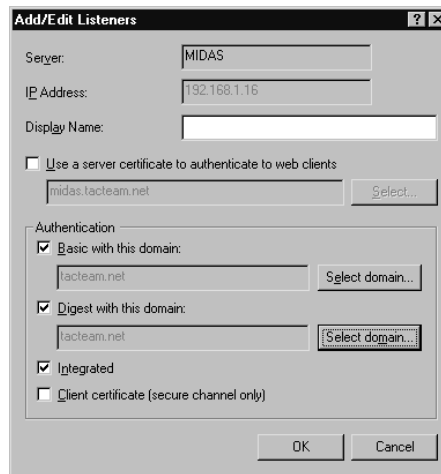 Add/Edit Listeners
Server: MIDAS
IP Address: 192.168.1.16
Display Name:
Use a server certificate to authenticate to web clients
midas.tacteam.net Select...
Authentication
Basic with this domain:
tacteam.net Select domain...
Digest with this domain:
tacteam.net Select domain...
Integrated
Client certificate (secure channel only)
OK Cancel